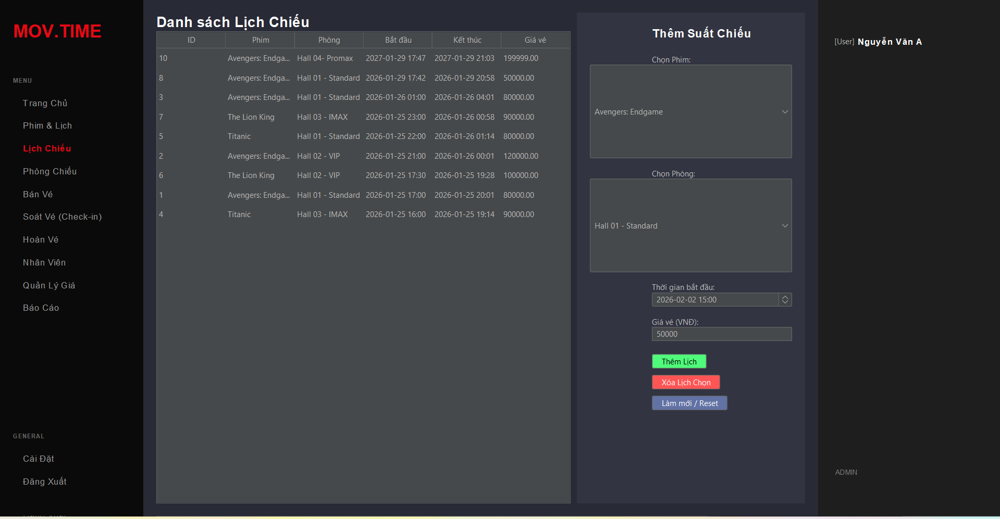 MOV.TIME
MENU
Trang Chủ
Phim & Lịch
Lịch Chiếu
Phòng Chiếu
Bán Vé
Soát Vé (Check-in)
Hoàn Vé
Nhân Viên
Quản Lý Giá
Báo Cáo
GENERAL
Cài Đặt
Đăng Xuất
Danh sách Lịch Chiếu
ID Phim Phòng Bắt đầu Kết thúc Giá vé
10 Avengers: Endga... Hall 04- Promax 2027-01-29 17:47 2027-01-29 21:03 199999.00
8 Avengers: Endga... Hall 01 - Standard 2026-01-29 17:42 2026-01-29 20:58 50000.00
3 Avengers: Endga... Hall 01 - Standard 2026-01-26 01:00 2026-01-26 04:01 80000.00
7 The Lion King Hall 03 - IMAX 2026-01-25 23:00 2026-01-26 00:58 90000.00
5 Titanic Hall 01 - Standard 2026-01-25 22:00 2026-01-26 01:14 80000.00
2 Avengers: Endga... Hall 02 - VIP 2026-01-25 21:00 2026-01-26 00:01 120000.00
6 The Lion King Hall 02 - VIP 2026-01-25 17:30 2026-01-25 19:28 100000.00
1 Avengers: Endga... Hall 01 - Standard 2026-01-25 17:00 2026-01-25 20:01 80000.00
4 Titanic Hall 03 - IMAX 2026-01-25 16:00 2026-01-25 19:14 90000.00
Thêm Suất Chiếu
Chọn Phim:
Avengers: Endgame
Chọn Phòng:
Hall 01 - Standard
Thời gian bắt đầu:
2026-02-02 15:00
Giá vé (VNĐ):
50000
Thêm Lịch
Xóa Lịch Chọn
Làm mới / Reset
[User] Nguyễn Văn A
ADMIN